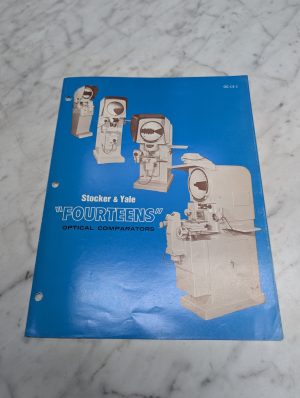 Stocker & Yale
"FOURTEENS"
OPTICAL COMPARATORS